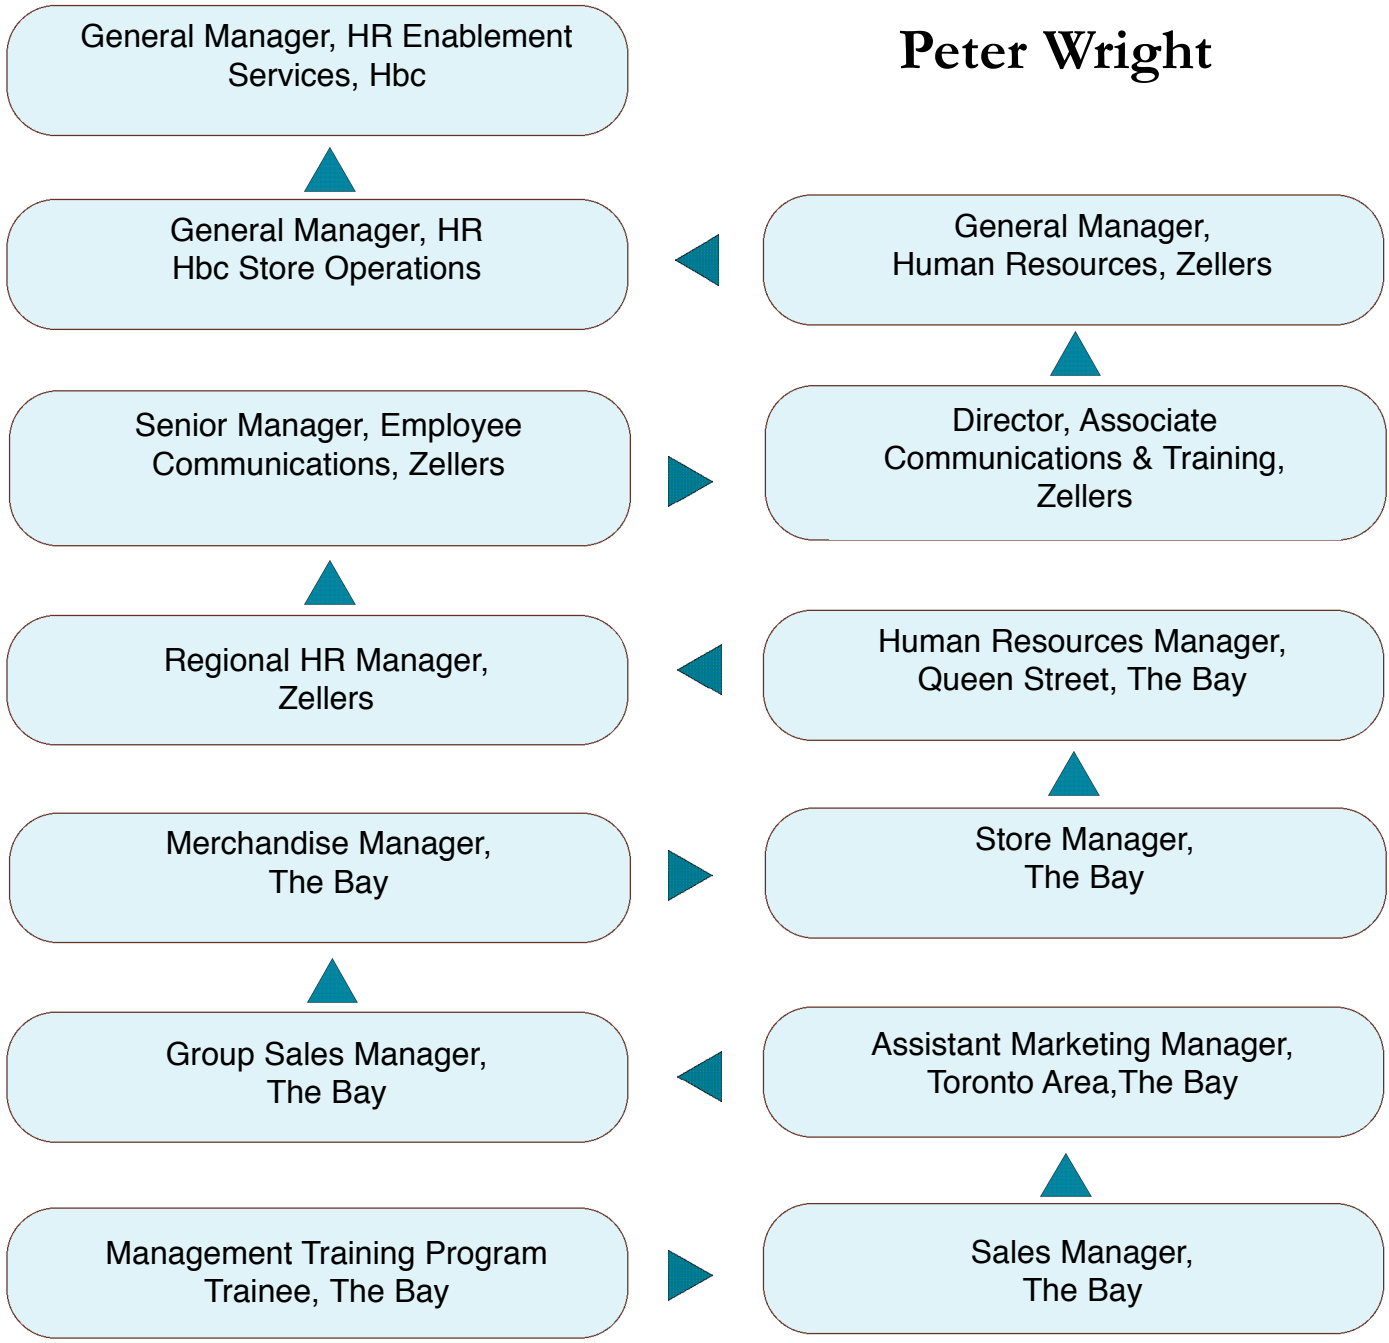 General Manager, HR Enablement
Services, Hbc
Peter Wright
General Manager, HR
Hbc Store Operations
General Manager,
Human Resources, Zellers
Senior Manager, Employee
Communications, Zellers
Director, Associate
Communications & Training,
Zellers
Regional HR Manager,
Zellers
Human Resources Manager,
Queen Street, The Bay
Merchandise Manager,
The Bay
Store Manager,
The Bay
Group Sales Manager,
The Bay
Assistant Marketing Manager,
Toronto Area,The Bay
Management Training Program
Trainee, The Bay
Sales Manager,
The Bay